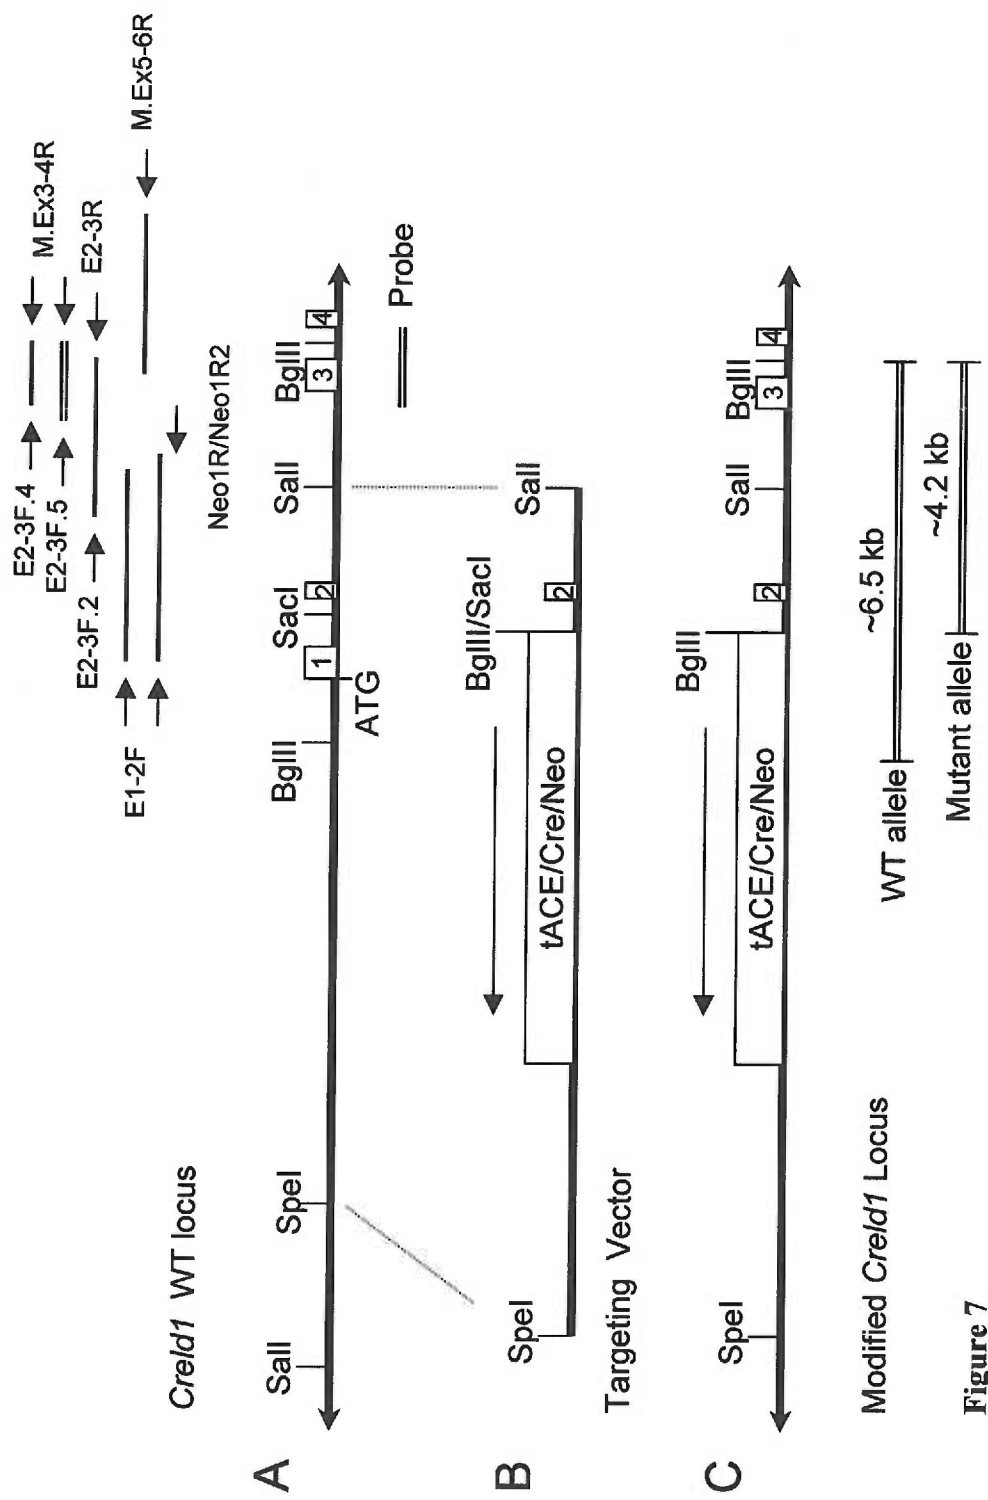 E2-3F.4
M.Ex3-4R
E2-3F.5
E2-3F.2
E2-3R
E1-2F
M.Ex5-6R
Neo1R/Neo1R2
Creld1 WT locus
A
SalI
SpeI
BglII
SacI
SalI
BglII
1
2
3
4
ATG
Probe
B
SpeI
BglII/SacI
SalI
tACE/Cre/Neo
2
Targeting Vector
C
SpeI
BglII
SalI
BglII
tACE/Cre/Neo
2
3
4
Modified Creld1 Locus
~6.5 kb
WT allele
~4.2 kb
Mutant allele
Figure 7